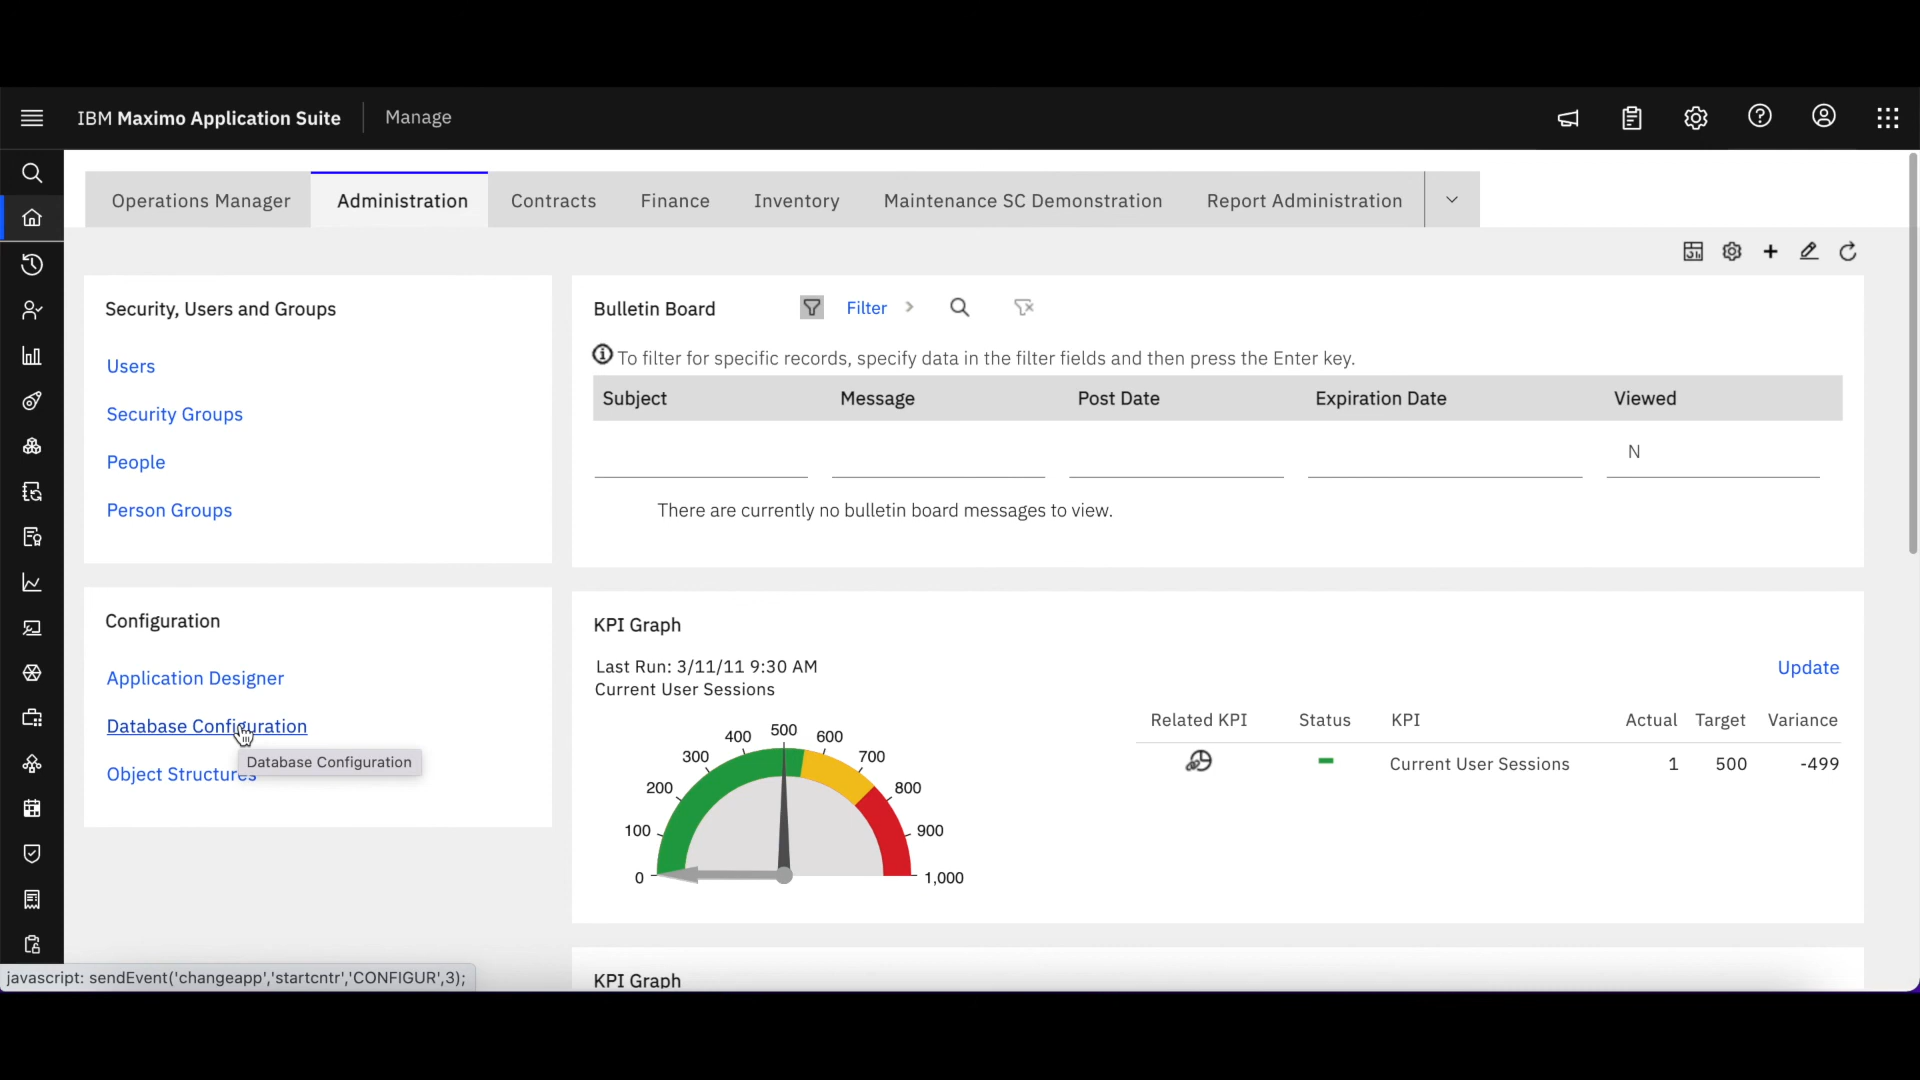 IBM Maximo Application Suite Manage
Operations Manager Administration Contracts Finance Inventory Maintenance SC Demonstration Report Administration
Security, Users and Groups
Users
Security Groups
People
Person Groups
Bulletin Board Filter
To filter for specific records, specify data in the filter fields and then press the Enter key.
Subject Message Post Date Expiration Date Viewed
N
There are currently no bulletin board messages to view.
Configuration
Application Designer
Database Configuration
Database Configuration
Object Structures
KPI Graph
Last Run: 3/11/11 9:30 AM
Current User Sessions
Update
0 100 200 300 400 500 600 700 800 900 1,000
Related KPI Status KPI Actual Target Variance
Current User Sessions 1 500 -499
KPI Graph
javascript: sendEvent('changeapp','startcntr','CONFIGUR',3);